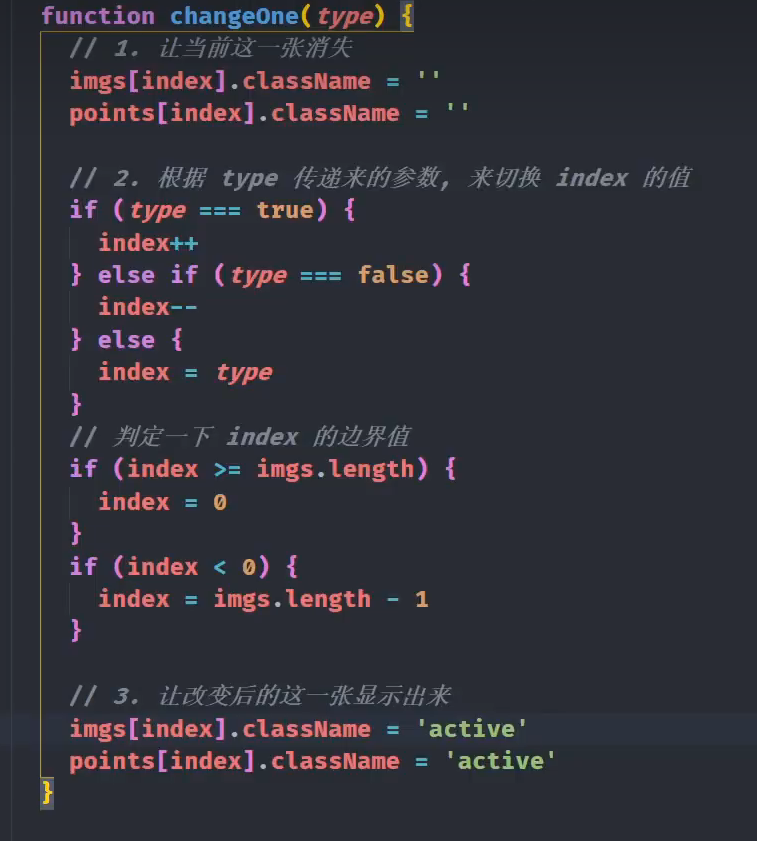 function changeOne(type) {
// 1. 让当前这一张消失
imgs[index].className = ''
points[index].className = ''
// 2. 根据 type 传递来的参数, 来切换 index 的值
if (type === true) {
index++
} else if (type === false) {
index--
} else {
index = type
}
// 判定一下 index 的边界值
if (index >= imgs.length) {
index = 0
}
if (index < 0) {
index = imgs.length - 1
}
// 3. 让改变后的这一张显示出来
imgs[index].className = 'active'
points[index].className = 'active'
}